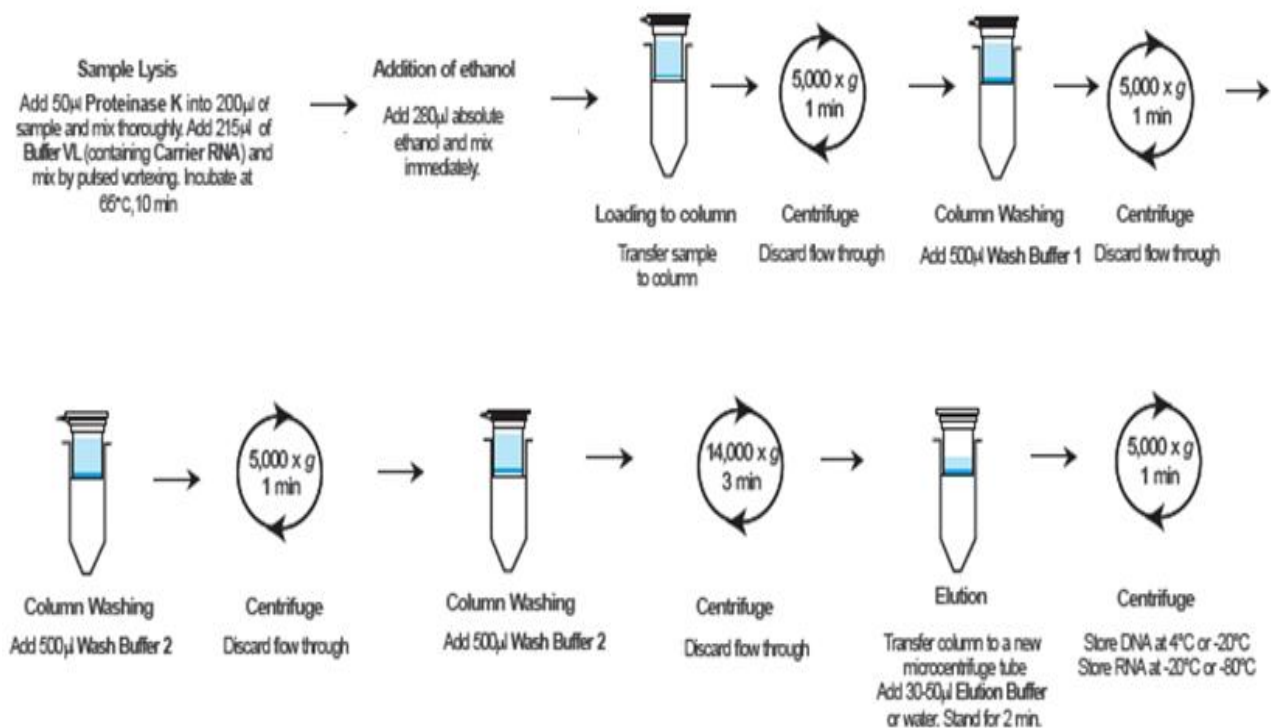 Sample Lysis
Add 50µl Proteinase K into 200µl of
sample and mix thoroughly. Add 215µl of
Buffer VL (containing Carrier RNA) and
mix by pulsed vortexing. Incubate at
65°C, 10 min
Addition of ethanol
Add 280µl absolute
ethanol and mix
immediately.
Loading to column
Transfer sample
to column
5,000 x g
1 min
Centrifuge
Discard flow through
Column Washing
Add 500µl Wash Buffer 1
5,000 x g
1 min
Centrifuge
Discard flow through
Column Washing
Add 500µl Wash Buffer 2
5,000 x g
1 min
Centrifuge
Discard flow through
Column Washing
Add 500µl Wash Buffer 2
14,000 x g
3 min
Centrifuge
Discard flow through
Elution
Transfer column to a new
microcentrifuge tube
Add 30-50µl Elution Buffer
or water. Stand for 2 min.
5,000 x g
1 min
Centrifuge
Store DNA at 4°C or -20°C
Store RNA at -20°C or -80°C